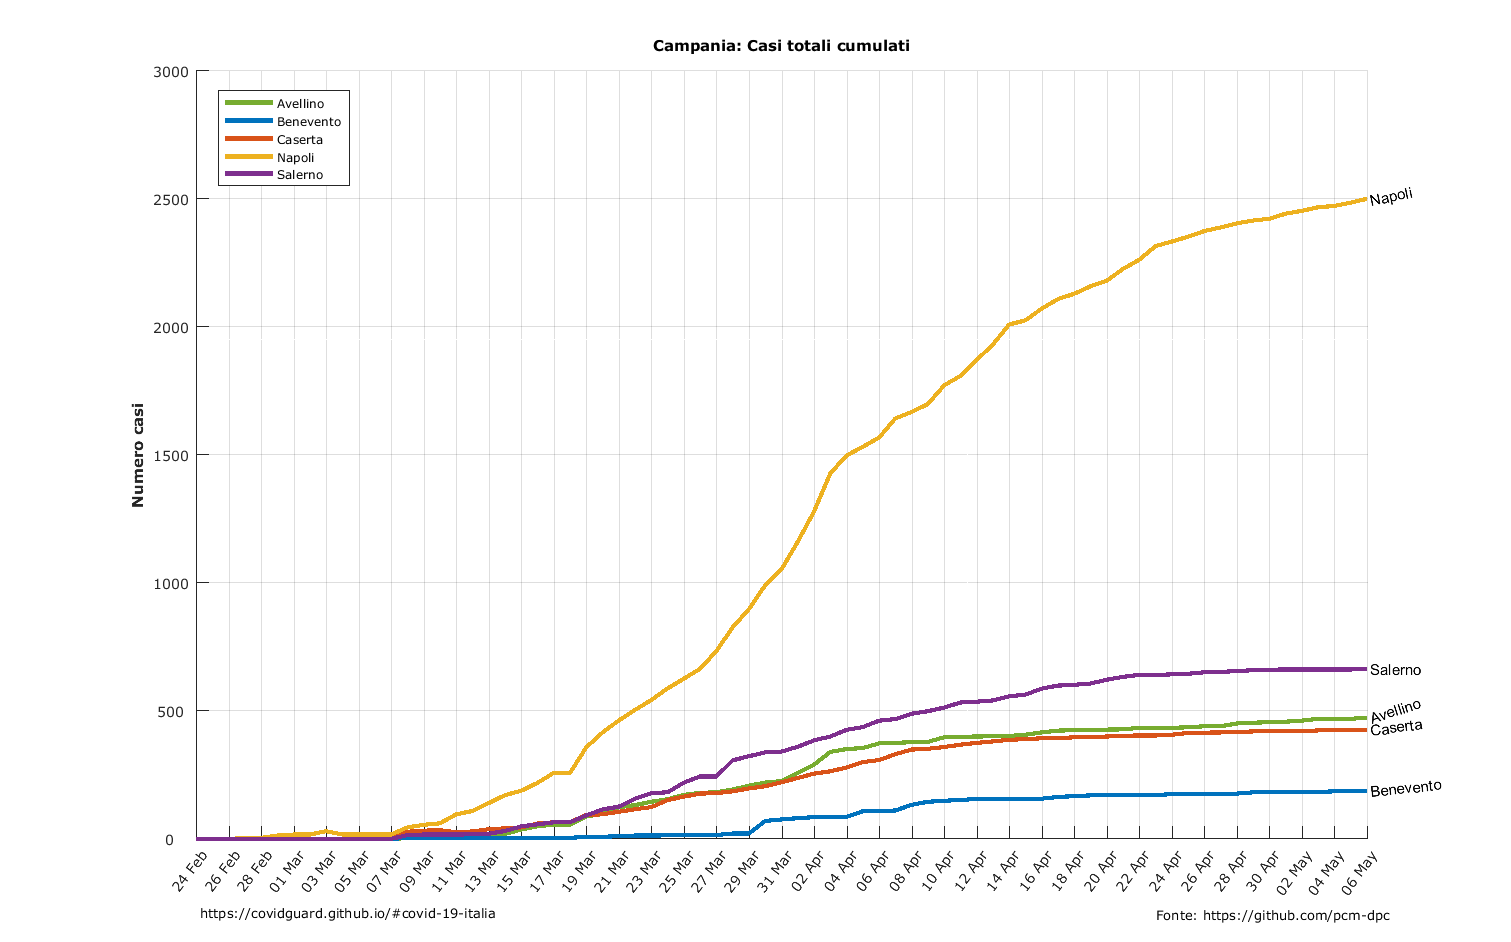 Campania: Casi totali cumulati
3000
2500
2000
1500
1000
500
0
Numero casi
Avellino
Benevento
Caserta
Napoli
Salerno
Napoli
Salerno
Avellino
Caserta
Benevento
24 Feb
26 Feb
28 Feb
01 Mar
03 Mar
05 Mar
07 Mar
09 Mar
11 Mar
13 Mar
15 Mar
17 Mar
19 Mar
21 Mar
23 Mar
25 Mar
27 Mar
29 Mar
31 Mar
02 Apr
04 Apr
06 Apr
08 Apr
10 Apr
12 Apr
14 Apr
16 Apr
18 Apr
20 Apr
22 Apr
24 Apr
26 Apr
28 Apr
30 Apr
02 May
04 May
06 May
https://covidguard.github.io/#covid-19-italia
Fonte: https://github.com/pcm-dpc